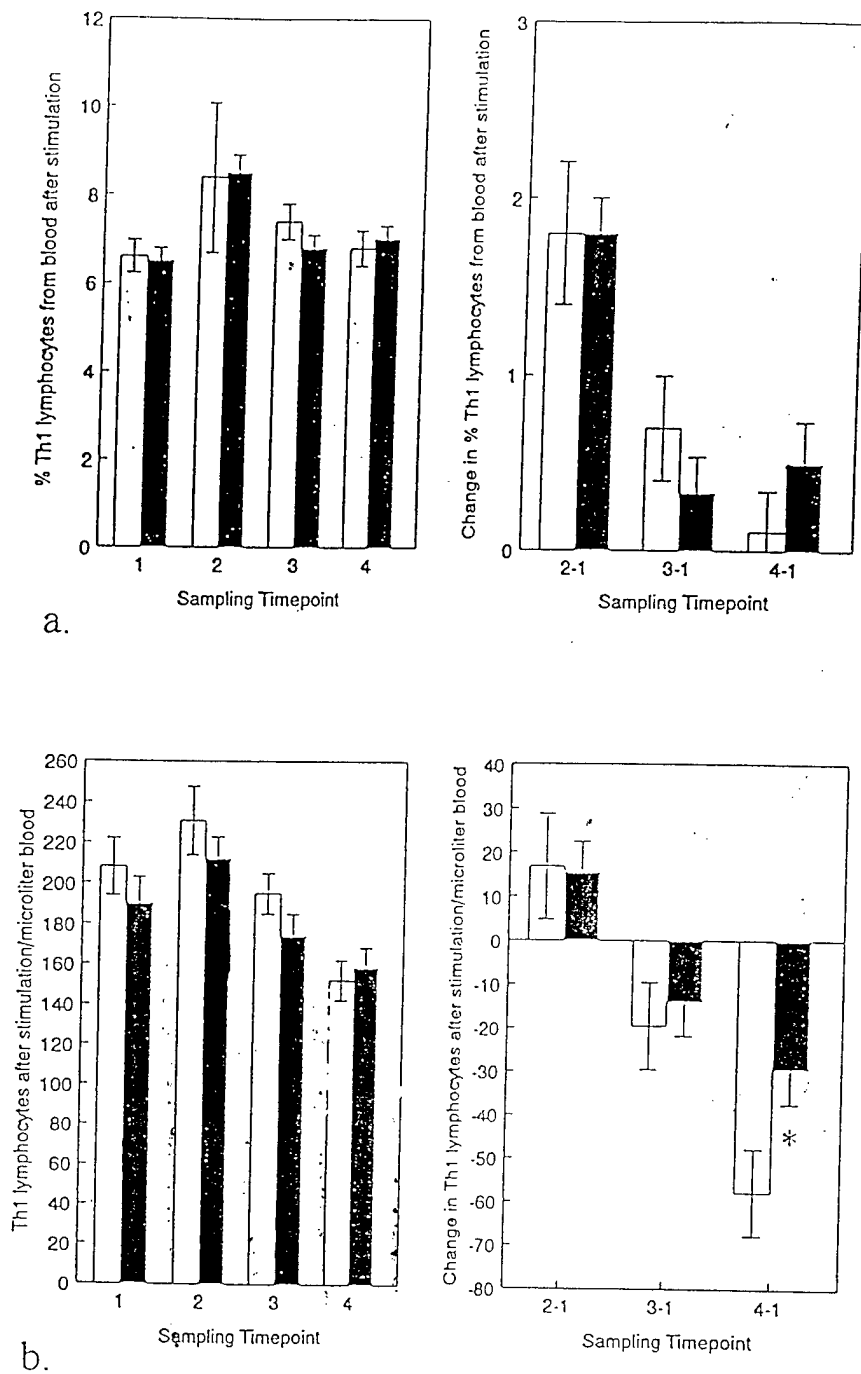 % Th1 lymphocytes from blood after stimulation
12
10
8
6
4
2
0
1 2 3 4
Sampling Timepoint
Change in % Th1 lymphocytes from blood after stimulation
3
2
1
0
2-1 3-1 4-1
Sampling Timepoint
a.
Th1 lymphocytes after stimulation/microliter blood
260
240
220
200
180
160
140
120
100
80
60
40
20
0
1 2 3 4
Sampling Timepoint
Change in Th1 lymphocytes after stimulation/microliter blood
40
30
20
10
0
-10
-20
-30
-40
-50
-60
-70
-80
*
2-1 3-1 4-1
Sampling Timepoint
b.